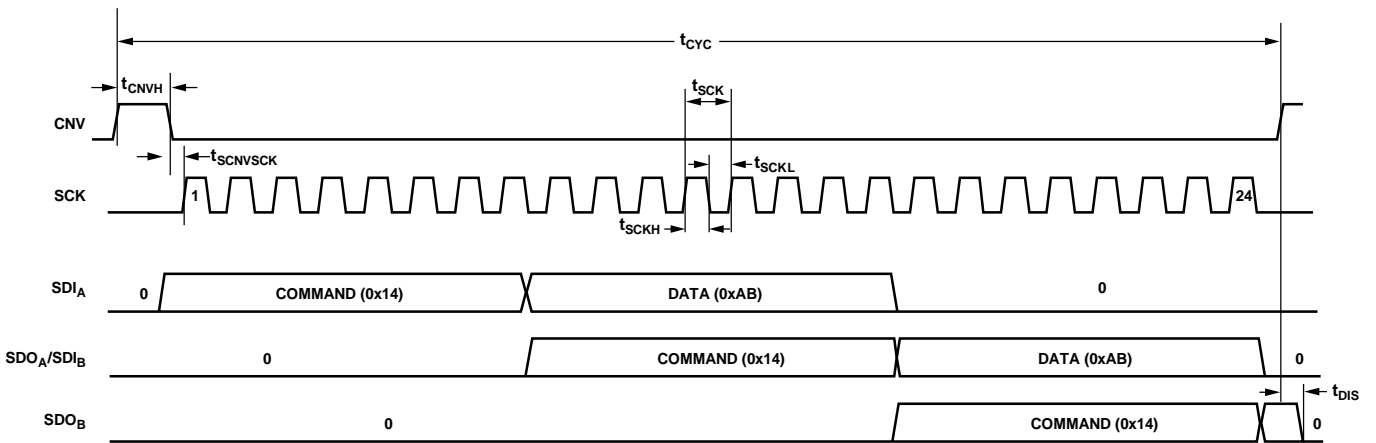 tCYC
tCNVH
tSCK
CNV
tSCNVSCK
tSCKL
SCK
1
24
tSCKH
SDIA
0
COMMAND (0x14)
DATA (0xAB)
0
SDOA/SDIB
0
COMMAND (0x14)
DATA (0xAB)
0
tDIS
SDOB
0
COMMAND (0x14)
0